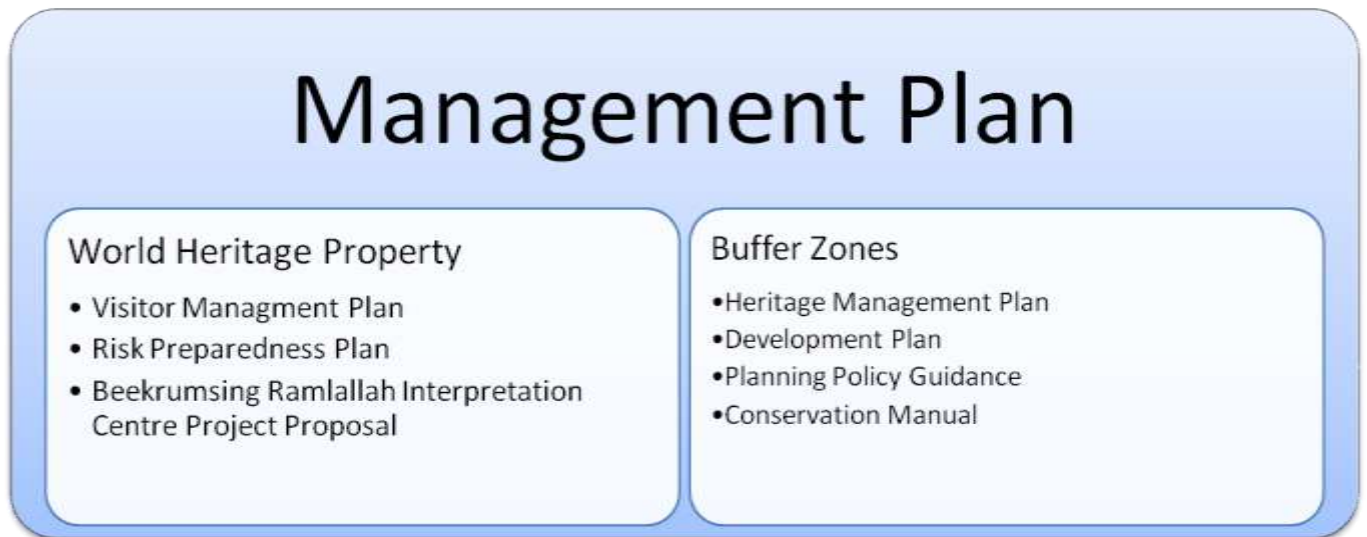 Management Plan
World Heritage Property
• Visitor Managment Plan
• Risk Preparedness Plan
• Beekrumsing Ramlallah Interpretation
Centre Project Proposal
Buffer Zones
•Heritage Management Plan
•Development Plan
•Planning Policy Guidance
•Conservation Manual